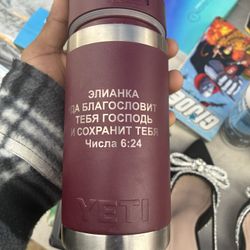 ЭЛИАНКА
ДА БЛАГОСЛОВИТ
ТЕБЯ ГОСПОДЬ
И СОХРАНИТ ТЕБЯ
Числа 6:24
YETI